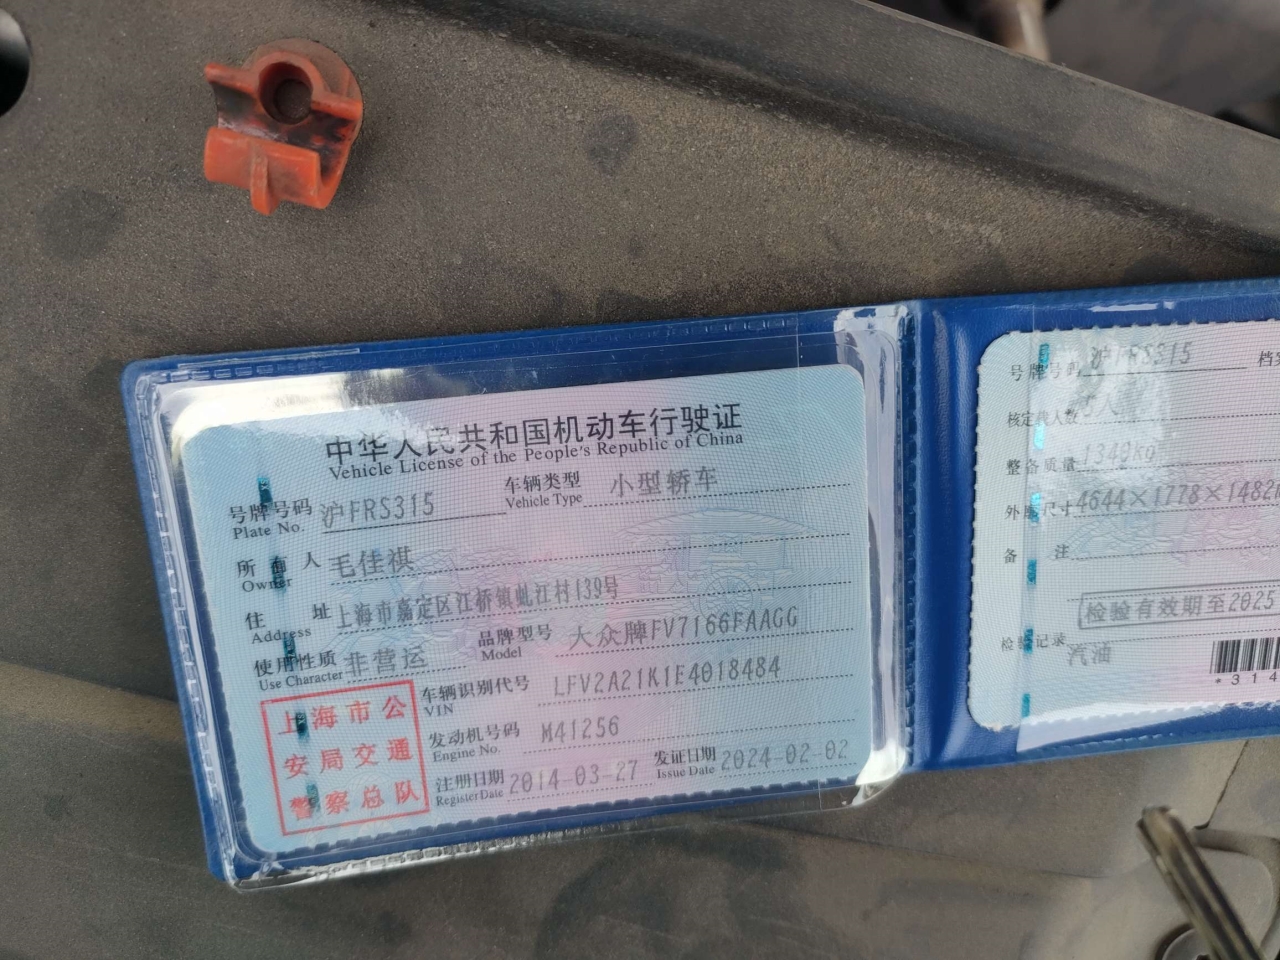 中华人民共和国机动车行驶证
Vehicle License of the People's Republic of China
号牌号码 沪FRS315 车辆类型 小型轿车
Plate No. Vehicle Type
所有人 毛佳祺
Owner
住址 上海市嘉定区江桥镇虬江村139号
Address
使用性质 非营运 品牌型号 大众牌FV7166FAAGG
Use Character Model
上海市公
安局交通
警察总队
车辆识别代号 LFV2A21K1E4018484
VIN
发动机号码 M41256
Engine No.
注册日期 2014-03-27 发证日期 2024-02-02
Register Date Issue Date
号牌号码 沪FRS315
核定载人数 5人
整备质量 1340kg
外廓尺寸 4644×1778×1482
备注
检验有效期至2025
检验记录
汽油
*314